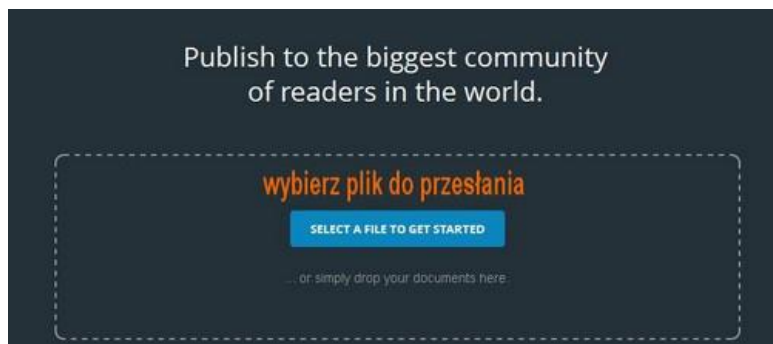 Publish to the biggest community
of readers in the world.
wybierz plik do przesłania
SELECT A FILE TO GET STARTED
... or simply drop your documents here.